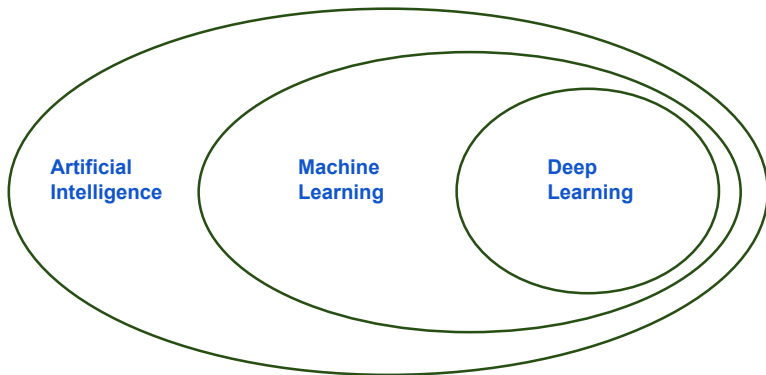 Artificial
Intelligence
Machine
Learning
Deep
Learning